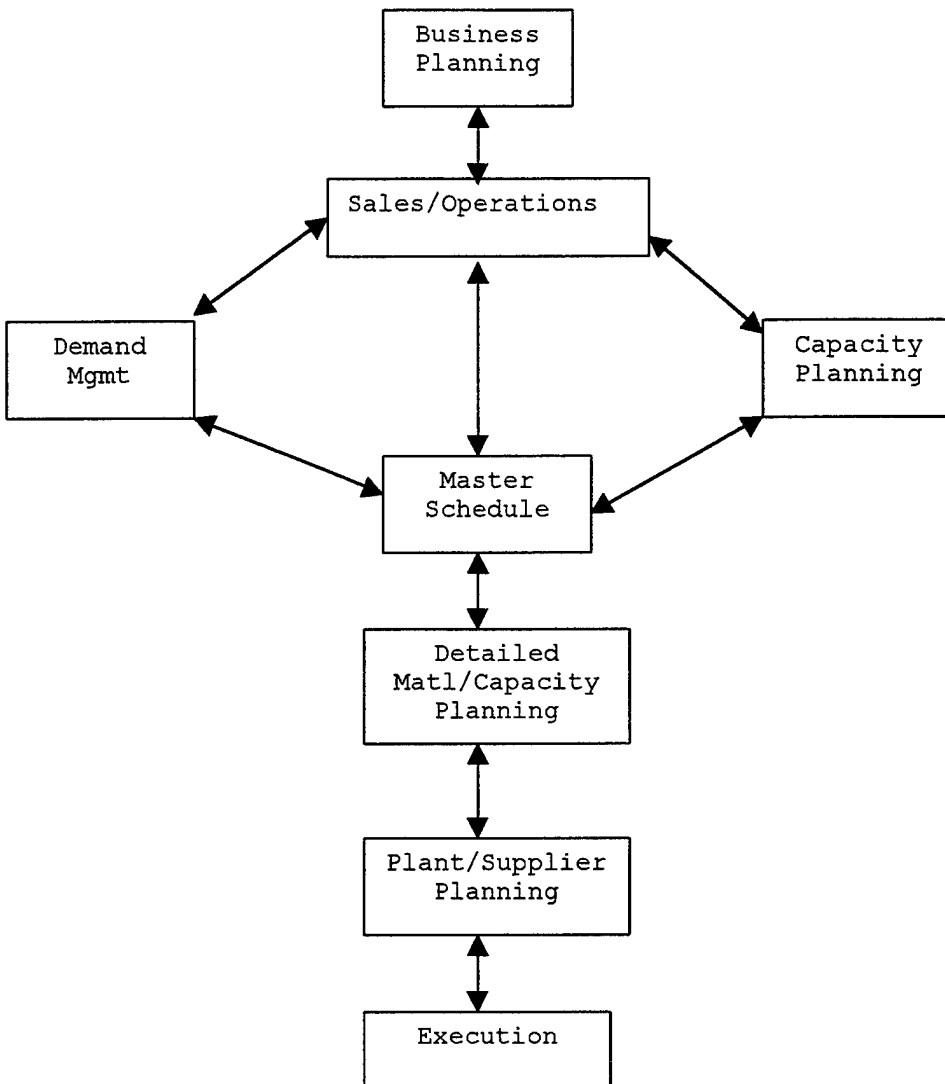 Business
Planning
Sales/Operations
Demand
Mgmt
Capacity
Planning
Master
Schedule
Detailed
Matl/Capacity
Planning
Plant/Supplier
Planning
Execution